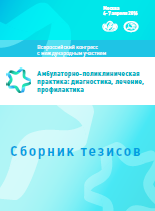 Москва
Всероссийский конгресс
с международным участием
Амбулаторно-поликлиническая
практика: диагностика, лечение,
профилактика
Сборник тезисов